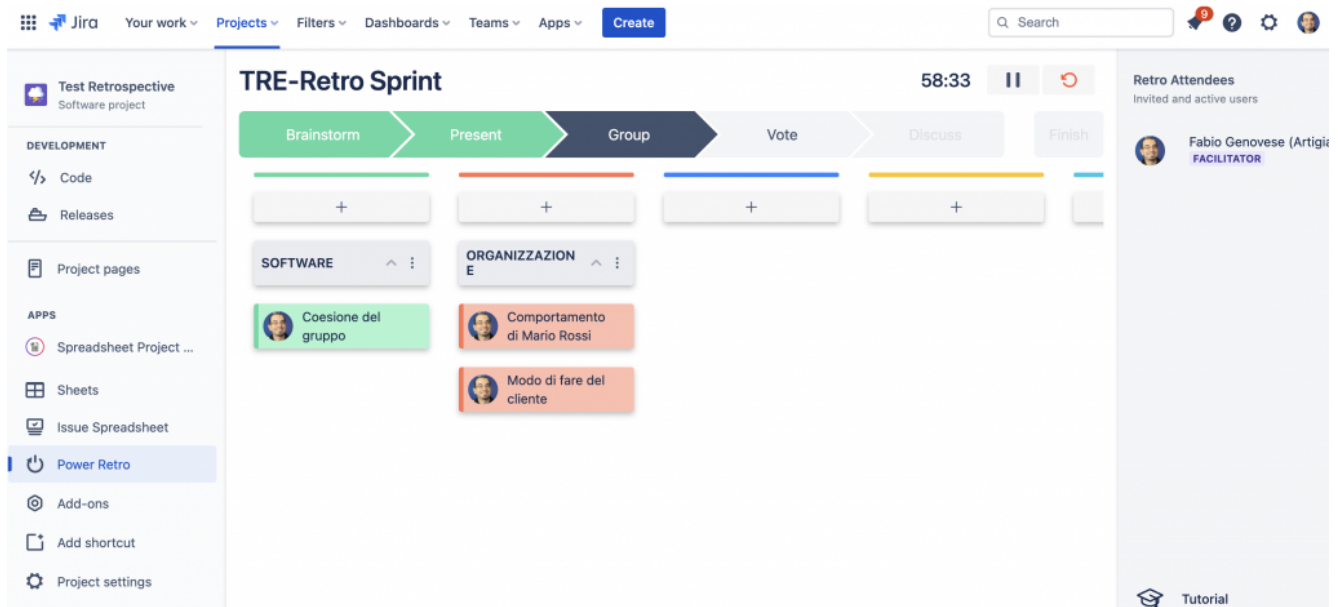 Jira
Your work
Projects
Filters
Dashboards
Teams
Apps
Create
Search
9
Test Retrospective
Software project
DEVELOPMENT
Code
Releases
Project pages
APPS
Spreadsheet Project ...
Sheets
Issue Spreadsheet
Power Retro
Add-ons
Add shortcut
Project settings
TRE-Retro Sprint
58:33
Brainstorm
Present
Group
Vote
Discuss
Finish
+
+
+
+
SOFTWARE
Coesione del
gruppo
ORGANIZZAZION
E
Comportamento
di Mario Rossi
Modo di fare del
cliente
Retro Attendees
Invited and active users
Fabio Genovese (Artigia
FACILITATOR
Tutorial